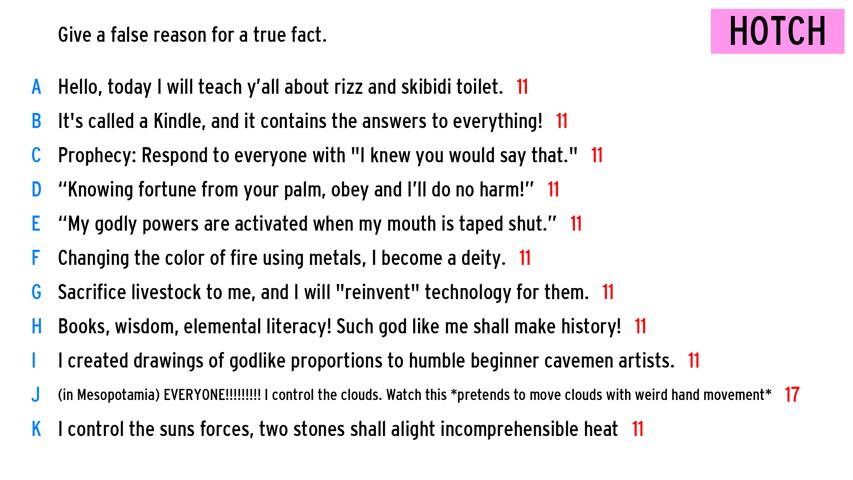 Give a false reason for a true fact.
HOTCH
A Hello, today I will teach y’all about rizz and skibidi toilet. 11
B It's called a Kindle, and it contains the answers to everything! 11
C Prophecy: Respond to everyone with "I knew you would say that." 11
D “Knowing fortune from your palm, obey and I’ll do no harm!” 11
E “My godly powers are activated when my mouth is taped shut.” 11
F Changing the color of fire using metals, I become a deity. 11
G Sacrifice livestock to me, and I will "reinvent" technology for them. 11
H Books, wisdom, elemental literacy! Such god like me shall make history! 11
I I created drawings of godlike proportions to humble beginner cavemen artists. 11
J (in Mesopotamia) EVERYONE!!!!!!!!! I control the clouds. Watch this *pretends to move clouds with weird hand movement* 17
K I control the suns forces, two stones shall alight incomprehensible heat 11